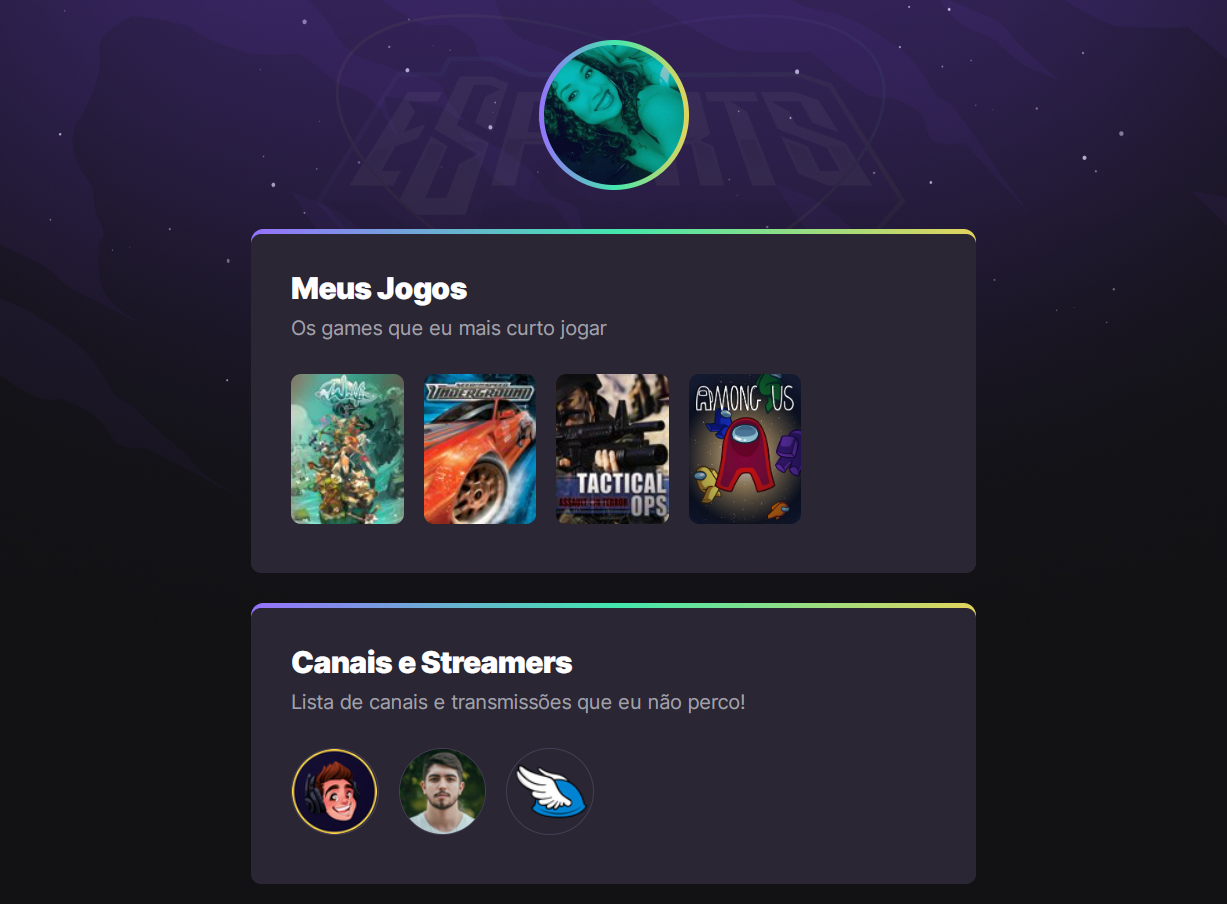 ESPORTS
Meus Jogos
Os games que eu mais curto jogar
UNDERGROUND
TACTICAL
OPS
AMONG US
Canais e Streamers
Lista de canais e transmissões que eu não perco!